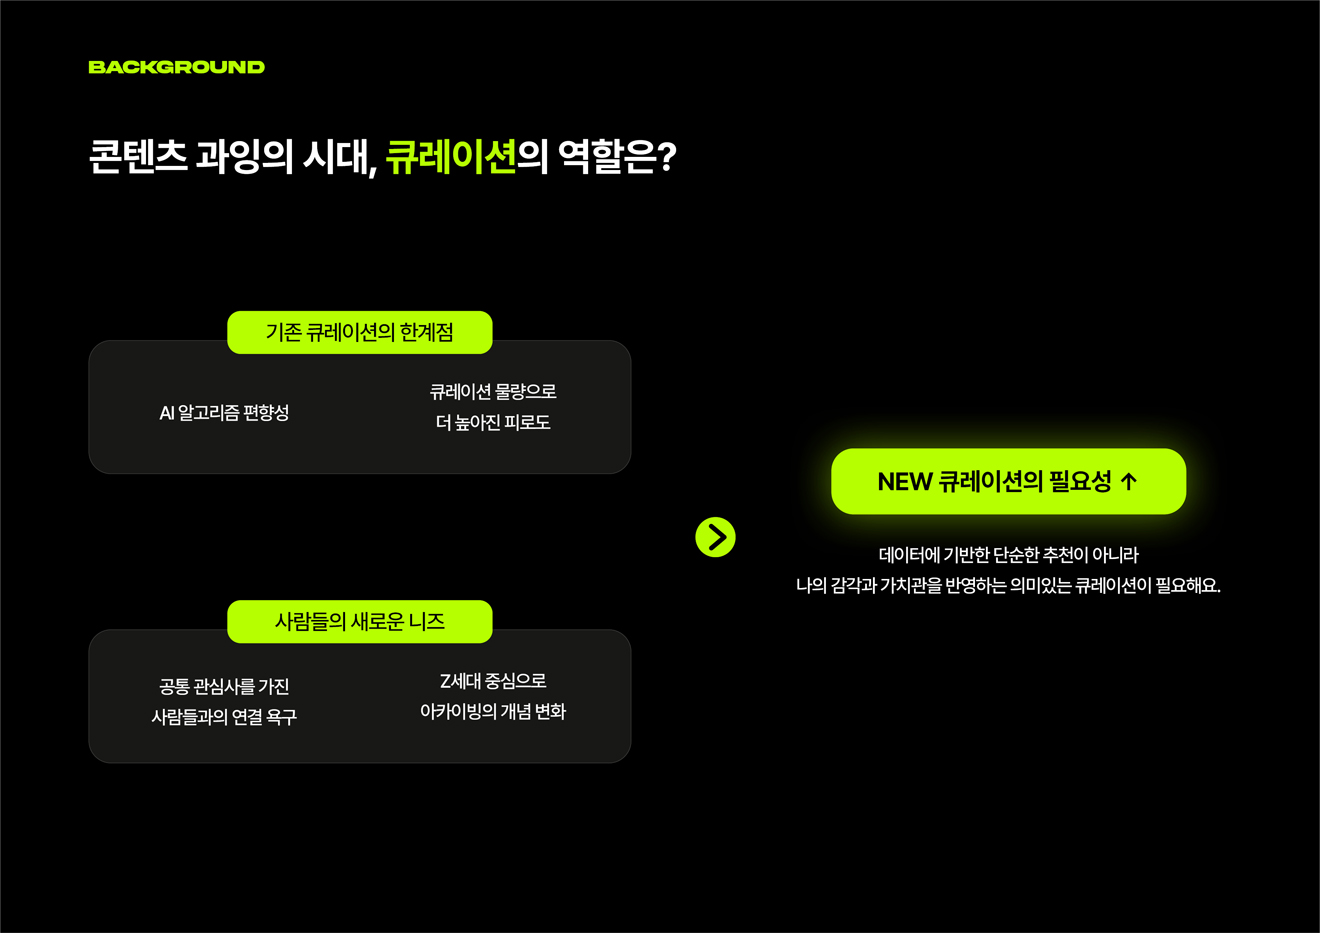 BACKGROUND
콘텐츠 과잉의 시대, 큐레이션의 역할은?
기존 큐레이션의 한계점
AI 알고리즘 편향성
큐레이션 물량으로
더 높아진 피로도
사람들의 새로운 니즈
공통 관심사를 가진
사람들과의 연결 욕구
Z세대 중심으로
아카이빙의 개념 변화
NEW 큐레이션의 필요성 ↑
데이터에 기반한 단순한 추천이 아니라
나의 감각과 가치관을 반영하는 의미있는 큐레이션이 필요해요.